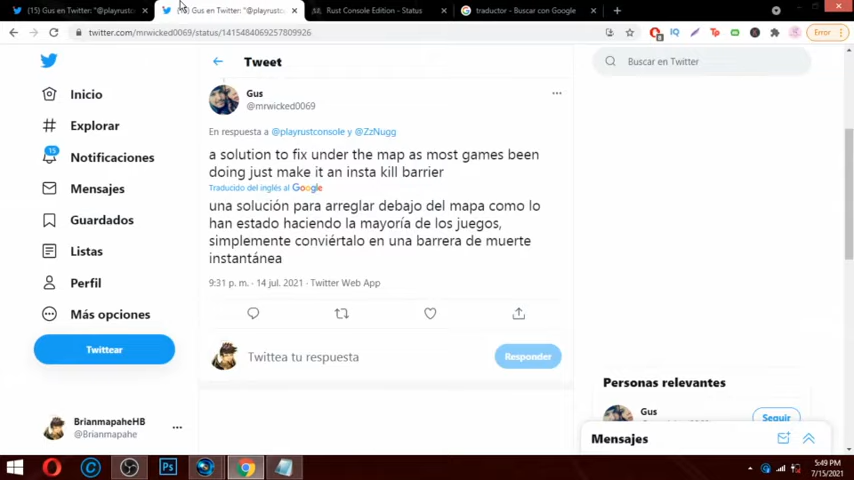 (15) Gus en Twitter: "@playrust
(15) Gus en Twitter: "@playrustc
Rust Console Edition - Status
traductor - Buscar con Google
twitter.com/mrwicked0069/status/1415484069257809926
Error
Tweet
Buscar en Twitter
Inicio
Explorar
15
Notificaciones
Mensajes
Guardados
Listas
Perfil
Más opciones
Twittear
BrianmapaheHB
@Brianmapahe
Gus
@mrwicked0069
En respuesta a @playrustconsole y @ZzNugg
a solution to fix under the map as most games been
doing just make it an insta kill barrier
Traducido del inglés al Google
una solución para arreglar debajo del mapa como lo
han estado haciendo la mayoría de los juegos,
simplemente conviértalo en una barrera de muerte
instantánea
9:31 p. m. · 14 jul. 2021 · Twitter Web App
Twittea tu respuesta
Responder
Personas relevantes
Gus
Seguir
Mensajes
5:49 PM
7/15/2021